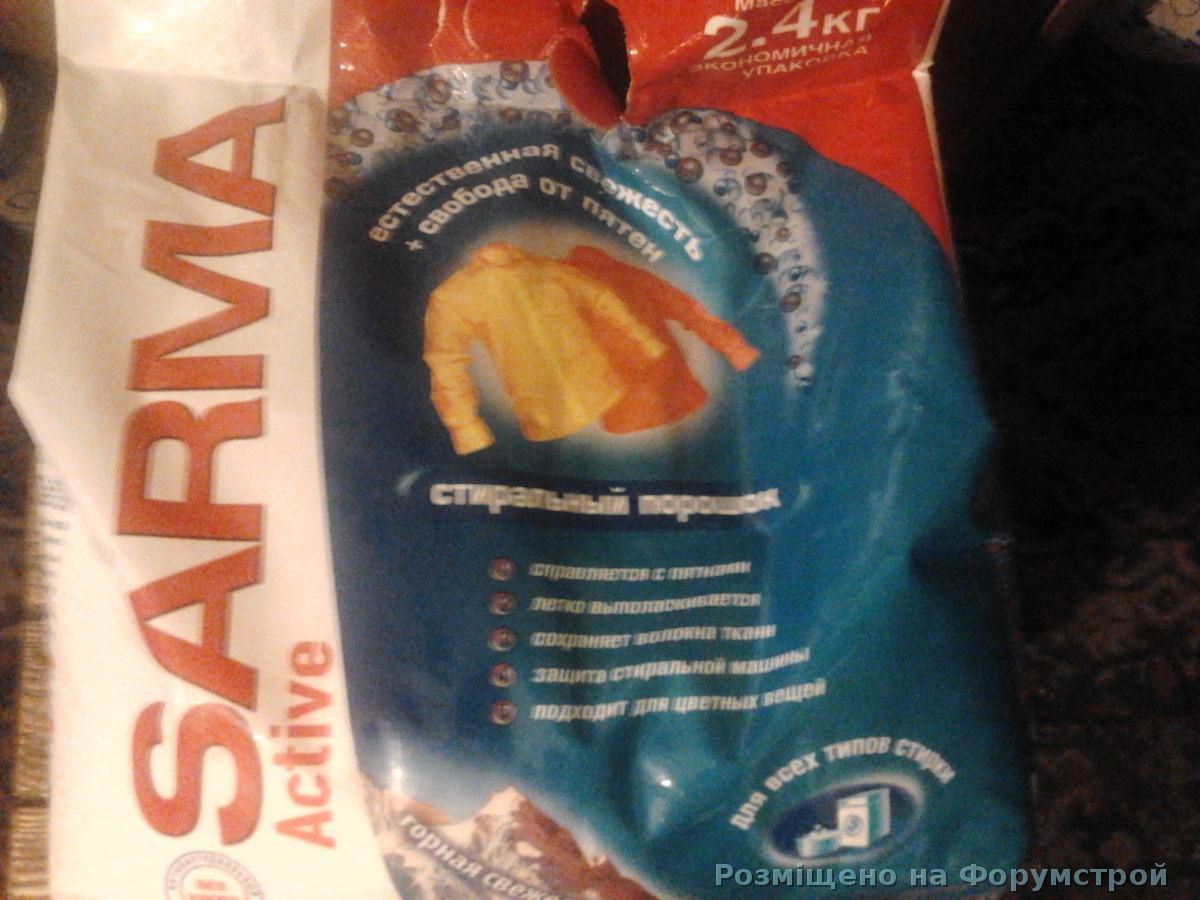 2.4кг
экономичная
упаковка
SARMA
Active
естественная свежесть
+ свобода от пятен
стиральный порошок
справляется с пятнами
легко выполаскивается
сохраняет волокна ткани
защита стиральной машины
подходит для цветных вещей
для всех типов стирки
горная
Розміщено на Форумстрой